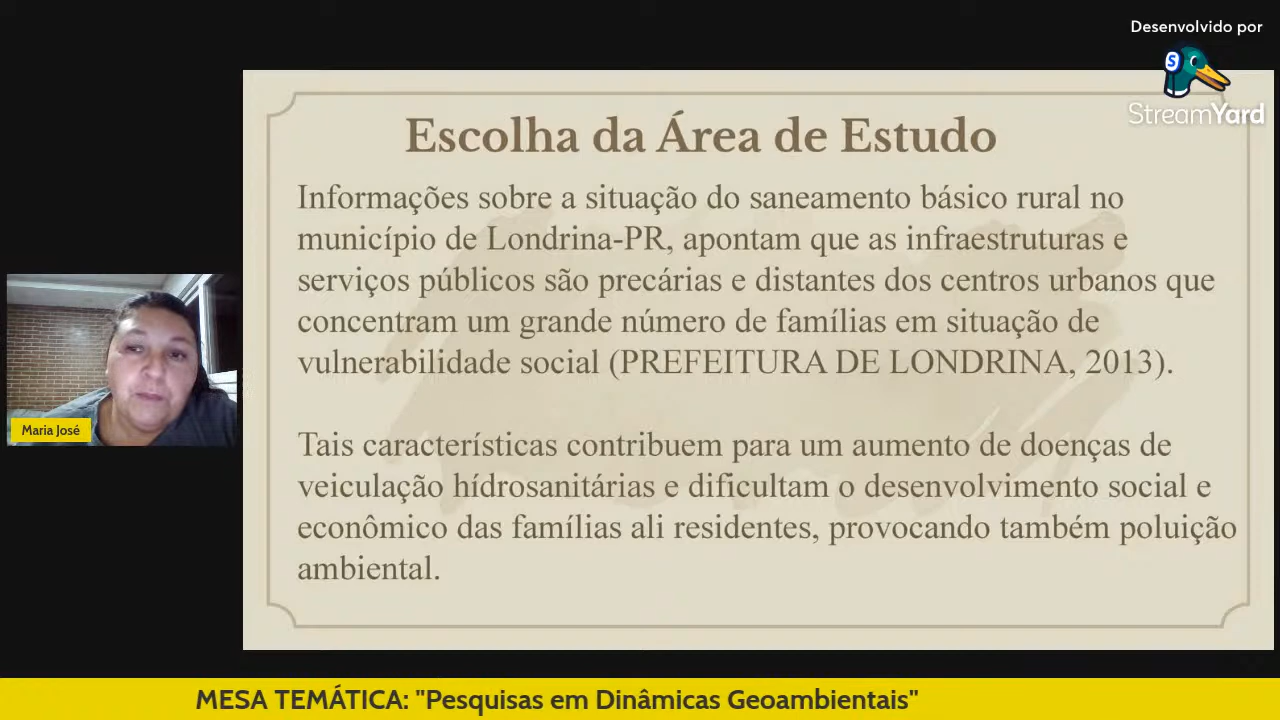 Desenvolvido por
S
StreamYard
Escolha da Área de Estudo
Informações sobre a situação do saneamento básico rural no
município de Londrina-PR, apontam que as infraestruturas e
serviços públicos são precárias e distantes dos centros urbanos que
concentram um grande número de famílias em situação de
vulnerabilidade social (PREFEITURA DE LONDRINA, 2013).
Tais características contribuem para um aumento de doenças de
veiculação hídrosanitárias e dificultam o desenvolvimento social e
econômico das famílias ali residentes, provocando também poluição
ambiental.
Maria José
MESA TEMÁTICA: "Pesquisas em Dinâmicas Geoambientais"